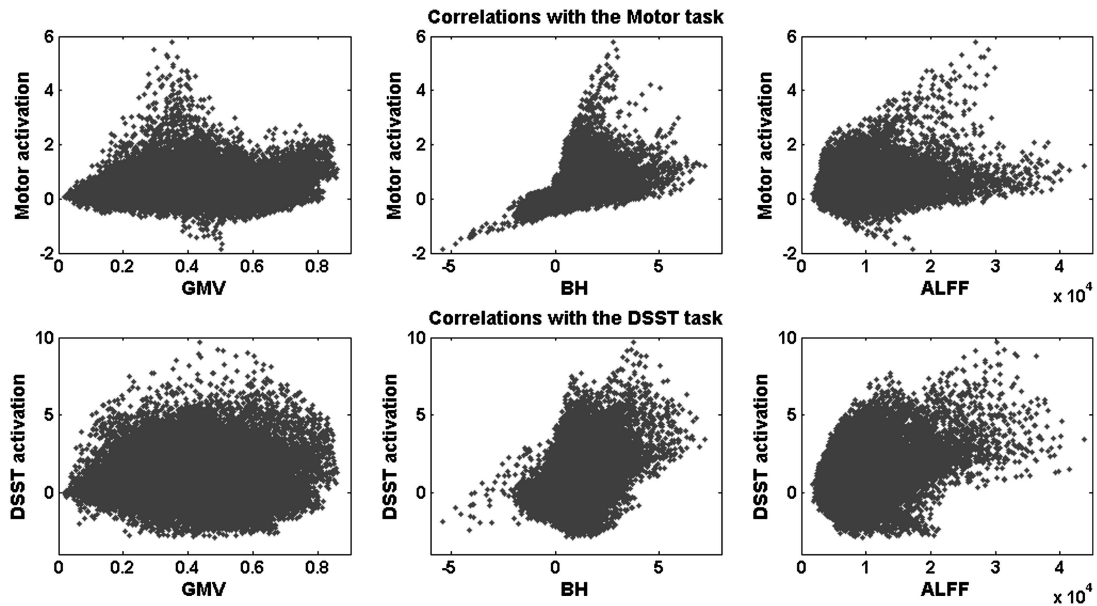 Correlations with the Motor task
6
4
2
0
-2
Motor activation
0 0.2 0.4 0.6 0.8
GMV
6
4
2
0
-2
Motor activation
-5 0 5
BH
6
4
2
0
-2
Motor activation
1 2 3 4
x 10^4
ALFF
Correlations with the DSST task
10
5
0
DSST activation
0 0.2 0.4 0.6 0.8
GMV
10
5
0
DSST activation
-5 0 5
BH
10
5
0
DSST activation
0 1 2 3 4
x 10^4
ALFF